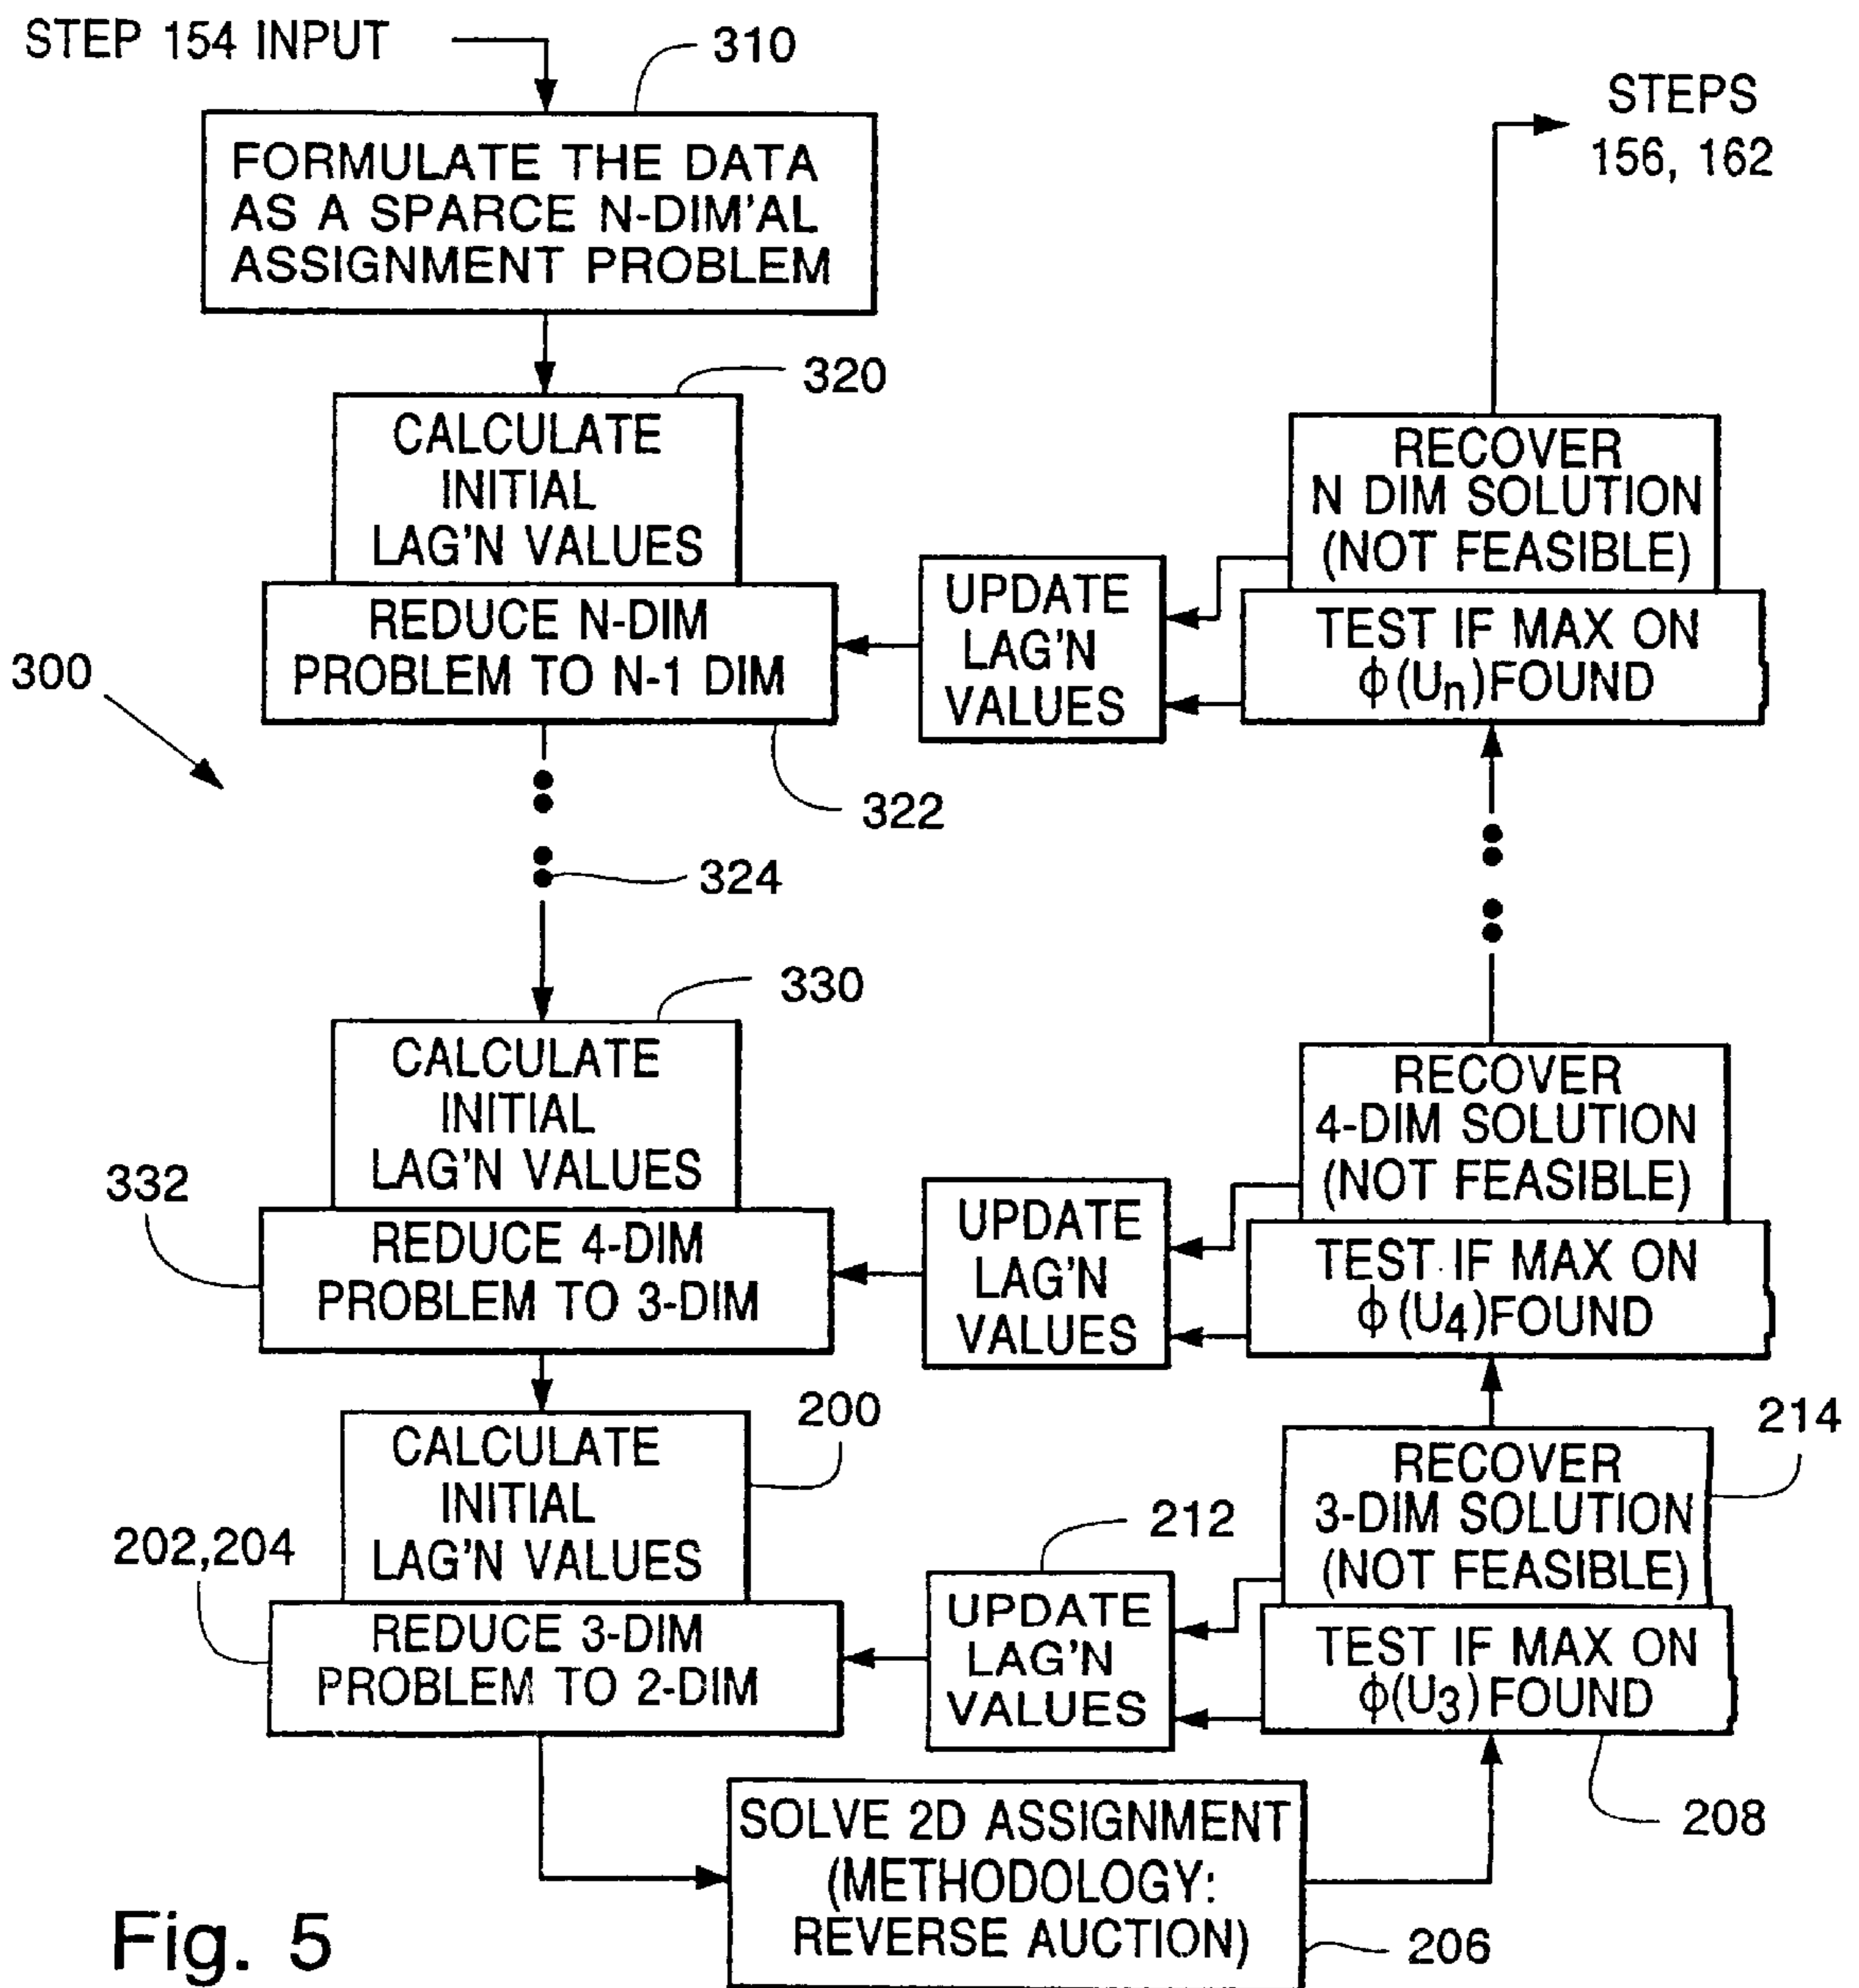 STEP 154 INPUT
310
FORMULATE THE DATA
AS A SPARCE N-DIM'AL
ASSIGNMENT PROBLEM
STEPS
156, 162
320
CALCULATE
INITIAL
LAG'N VALUES
REDUCE N-DIM
PROBLEM TO N-1 DIM
322
UPDATE
LAG'N
VALUES
RECOVER
N DIM SOLUTION
(NOT FEASIBLE)
TEST IF MAX ON
ϕ(Un)FOUND
300
324
330
CALCULATE
INITIAL
LAG'N VALUES
332
REDUCE 4-DIM
PROBLEM TO 3-DIM
UPDATE
LAG'N
VALUES
RECOVER
4-DIM SOLUTION
(NOT FEASIBLE)
TEST IF MAX ON
ϕ(U4)FOUND
200
CALCULATE
INITIAL
LAG'N VALUES
202,204
REDUCE 3-DIM
PROBLEM TO 2-DIM
212
UPDATE
LAG'N
VALUES
214
RECOVER
3-DIM SOLUTION
(NOT FEASIBLE)
TEST IF MAX ON
ϕ(U3)FOUND
208
SOLVE 2D ASSIGNMENT
(METHODOLOGY:
REVERSE AUCTION)
206
Fig. 5